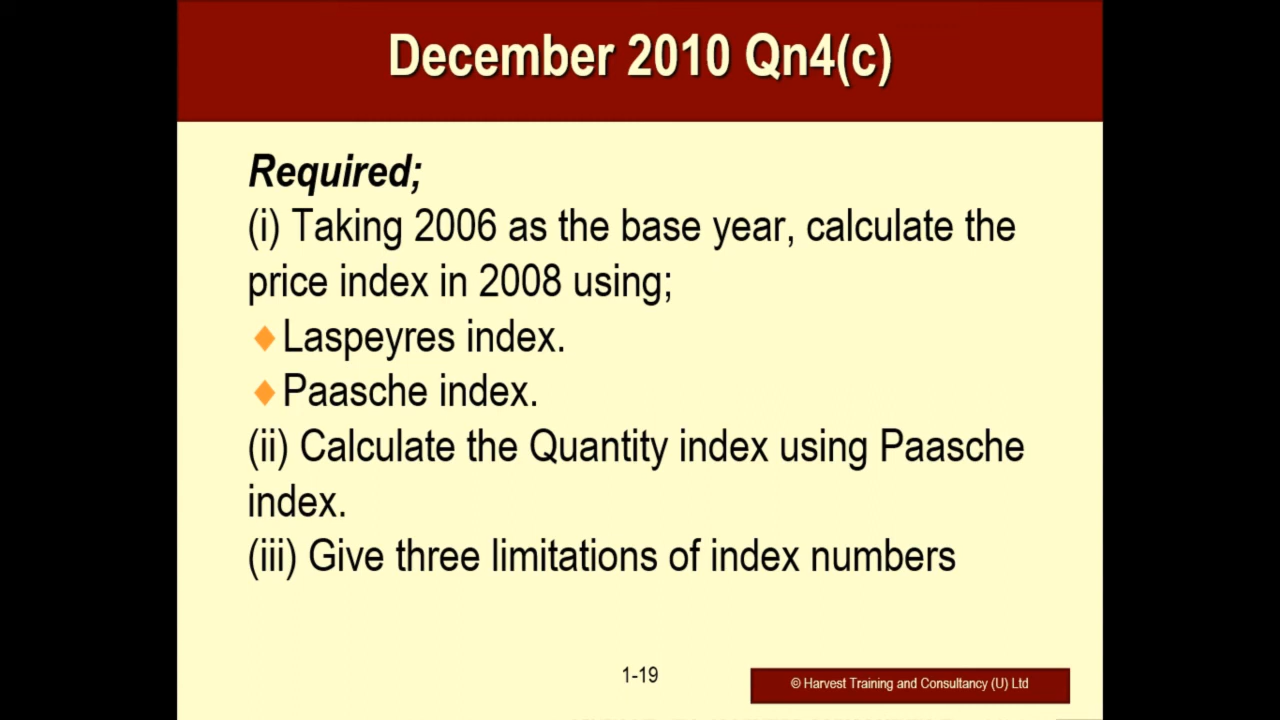 December 2010 Qn4(c)
Required;
(i) Taking 2006 as the base year, calculate the
price index in 2008 using;
Laspeyres index.
Paasche index.
(ii) Calculate the Quantity index using Paasche
index.
(iii) Give three limitations of index numbers
1-19
© Harvest Training and Consultancy (U) Ltd